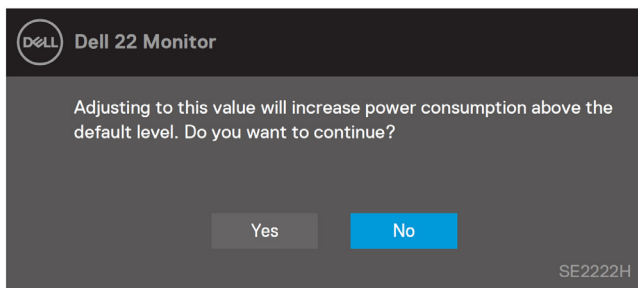 DELL Dell 22 Monitor
Adjusting to this value will increase power consumption above the
default level. Do you want to continue?
Yes No
SE2222H